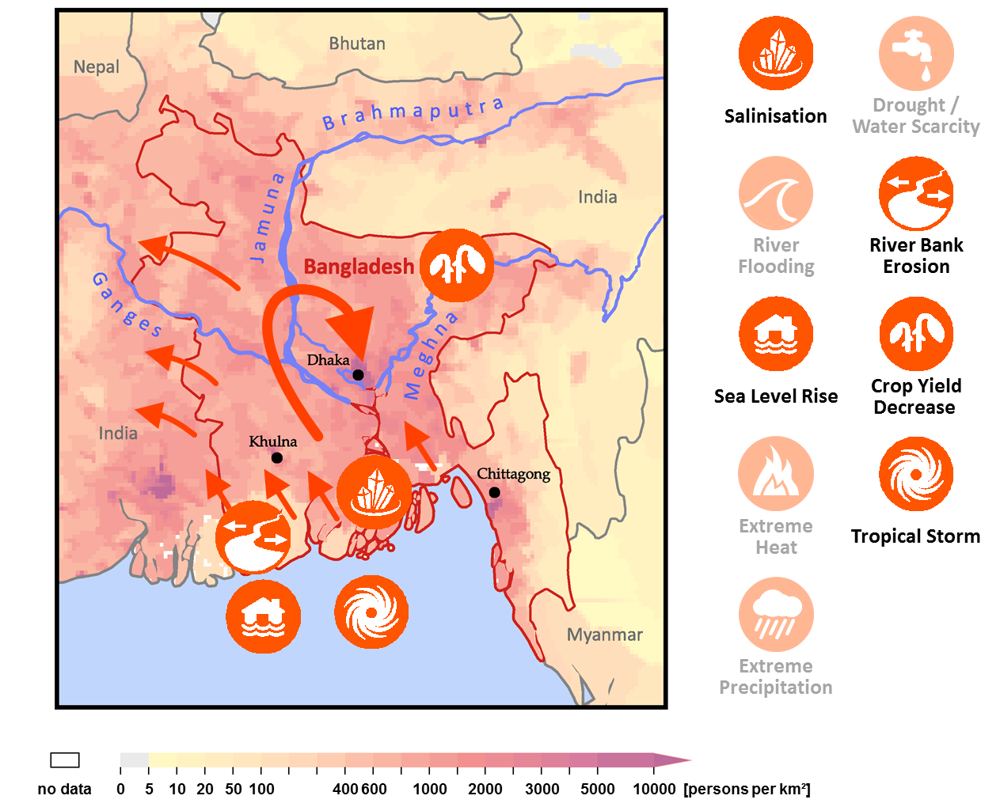 Bhutan
Nepal
Brahmaputra
Jamuna
India
Bangladesh
Ganges
Meghna
Dhaka
India
Khulna
Chittagong
Myanmar
Salinisation
Drought /
Water Scarcity
River
Flooding
River Bank
Erosion
Sea Level Rise
Crop Yield
Decrease
Extreme
Heat
Tropical Storm
Extreme
Precipitation
no data 0 5 10 20 50 100 400 600 1000 2000 3000 5000 10000 [persons per km²]